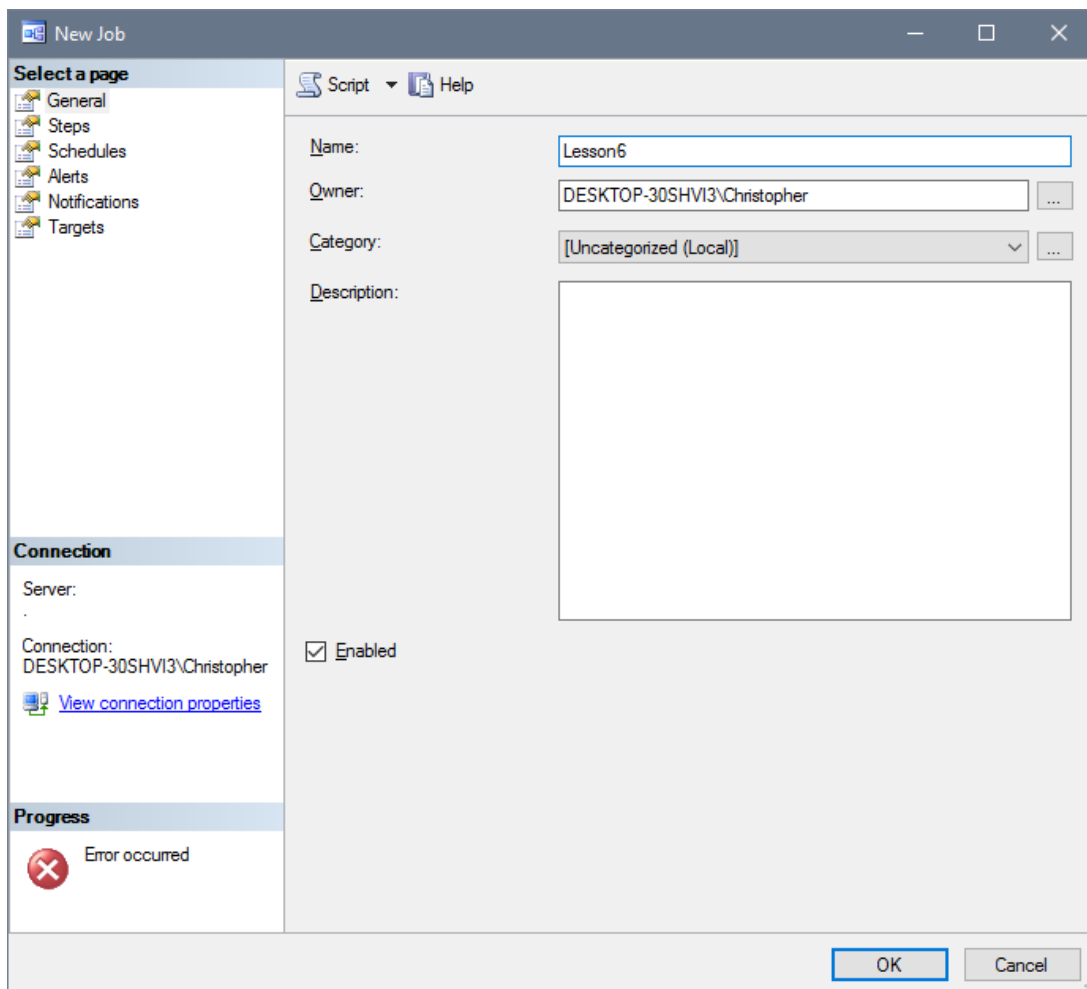 New Job
Select a page
General
Steps
Schedules
Alerts
Notifications
Targets
Script Help
Name: Lesson6
Owner: DESKTOP-30SHVI3\Christopher ...
Category: [Uncategorized (Local)] ...
Description:
Enabled
Connection
Server:
.
Connection:
DESKTOP-30SHVI3\Christopher
View connection properties
Progress
Error occurred
OK Cancel